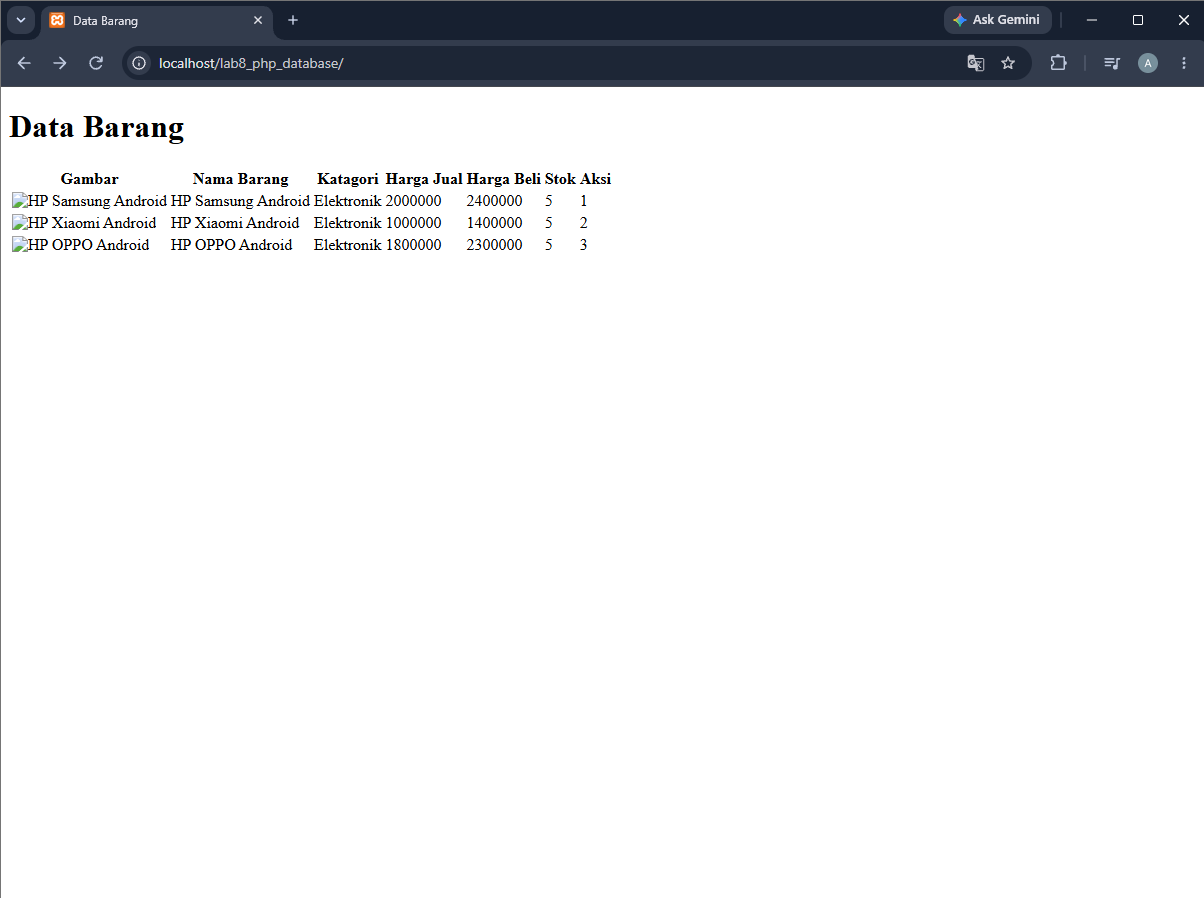 Data Barang
Ask Gemini
localhost/lab8_php_database/
A
Data Barang
Gambar Nama Barang Katagori Harga Jual Harga Beli Stok Aksi
HP Samsung Android HP Samsung Android Elektronik 2000000 2400000 5 1
HP Xiaomi Android HP Xiaomi Android Elektronik 1000000 1400000 5 2
HP OPPO Android HP OPPO Android Elektronik 1800000 2300000 5 3